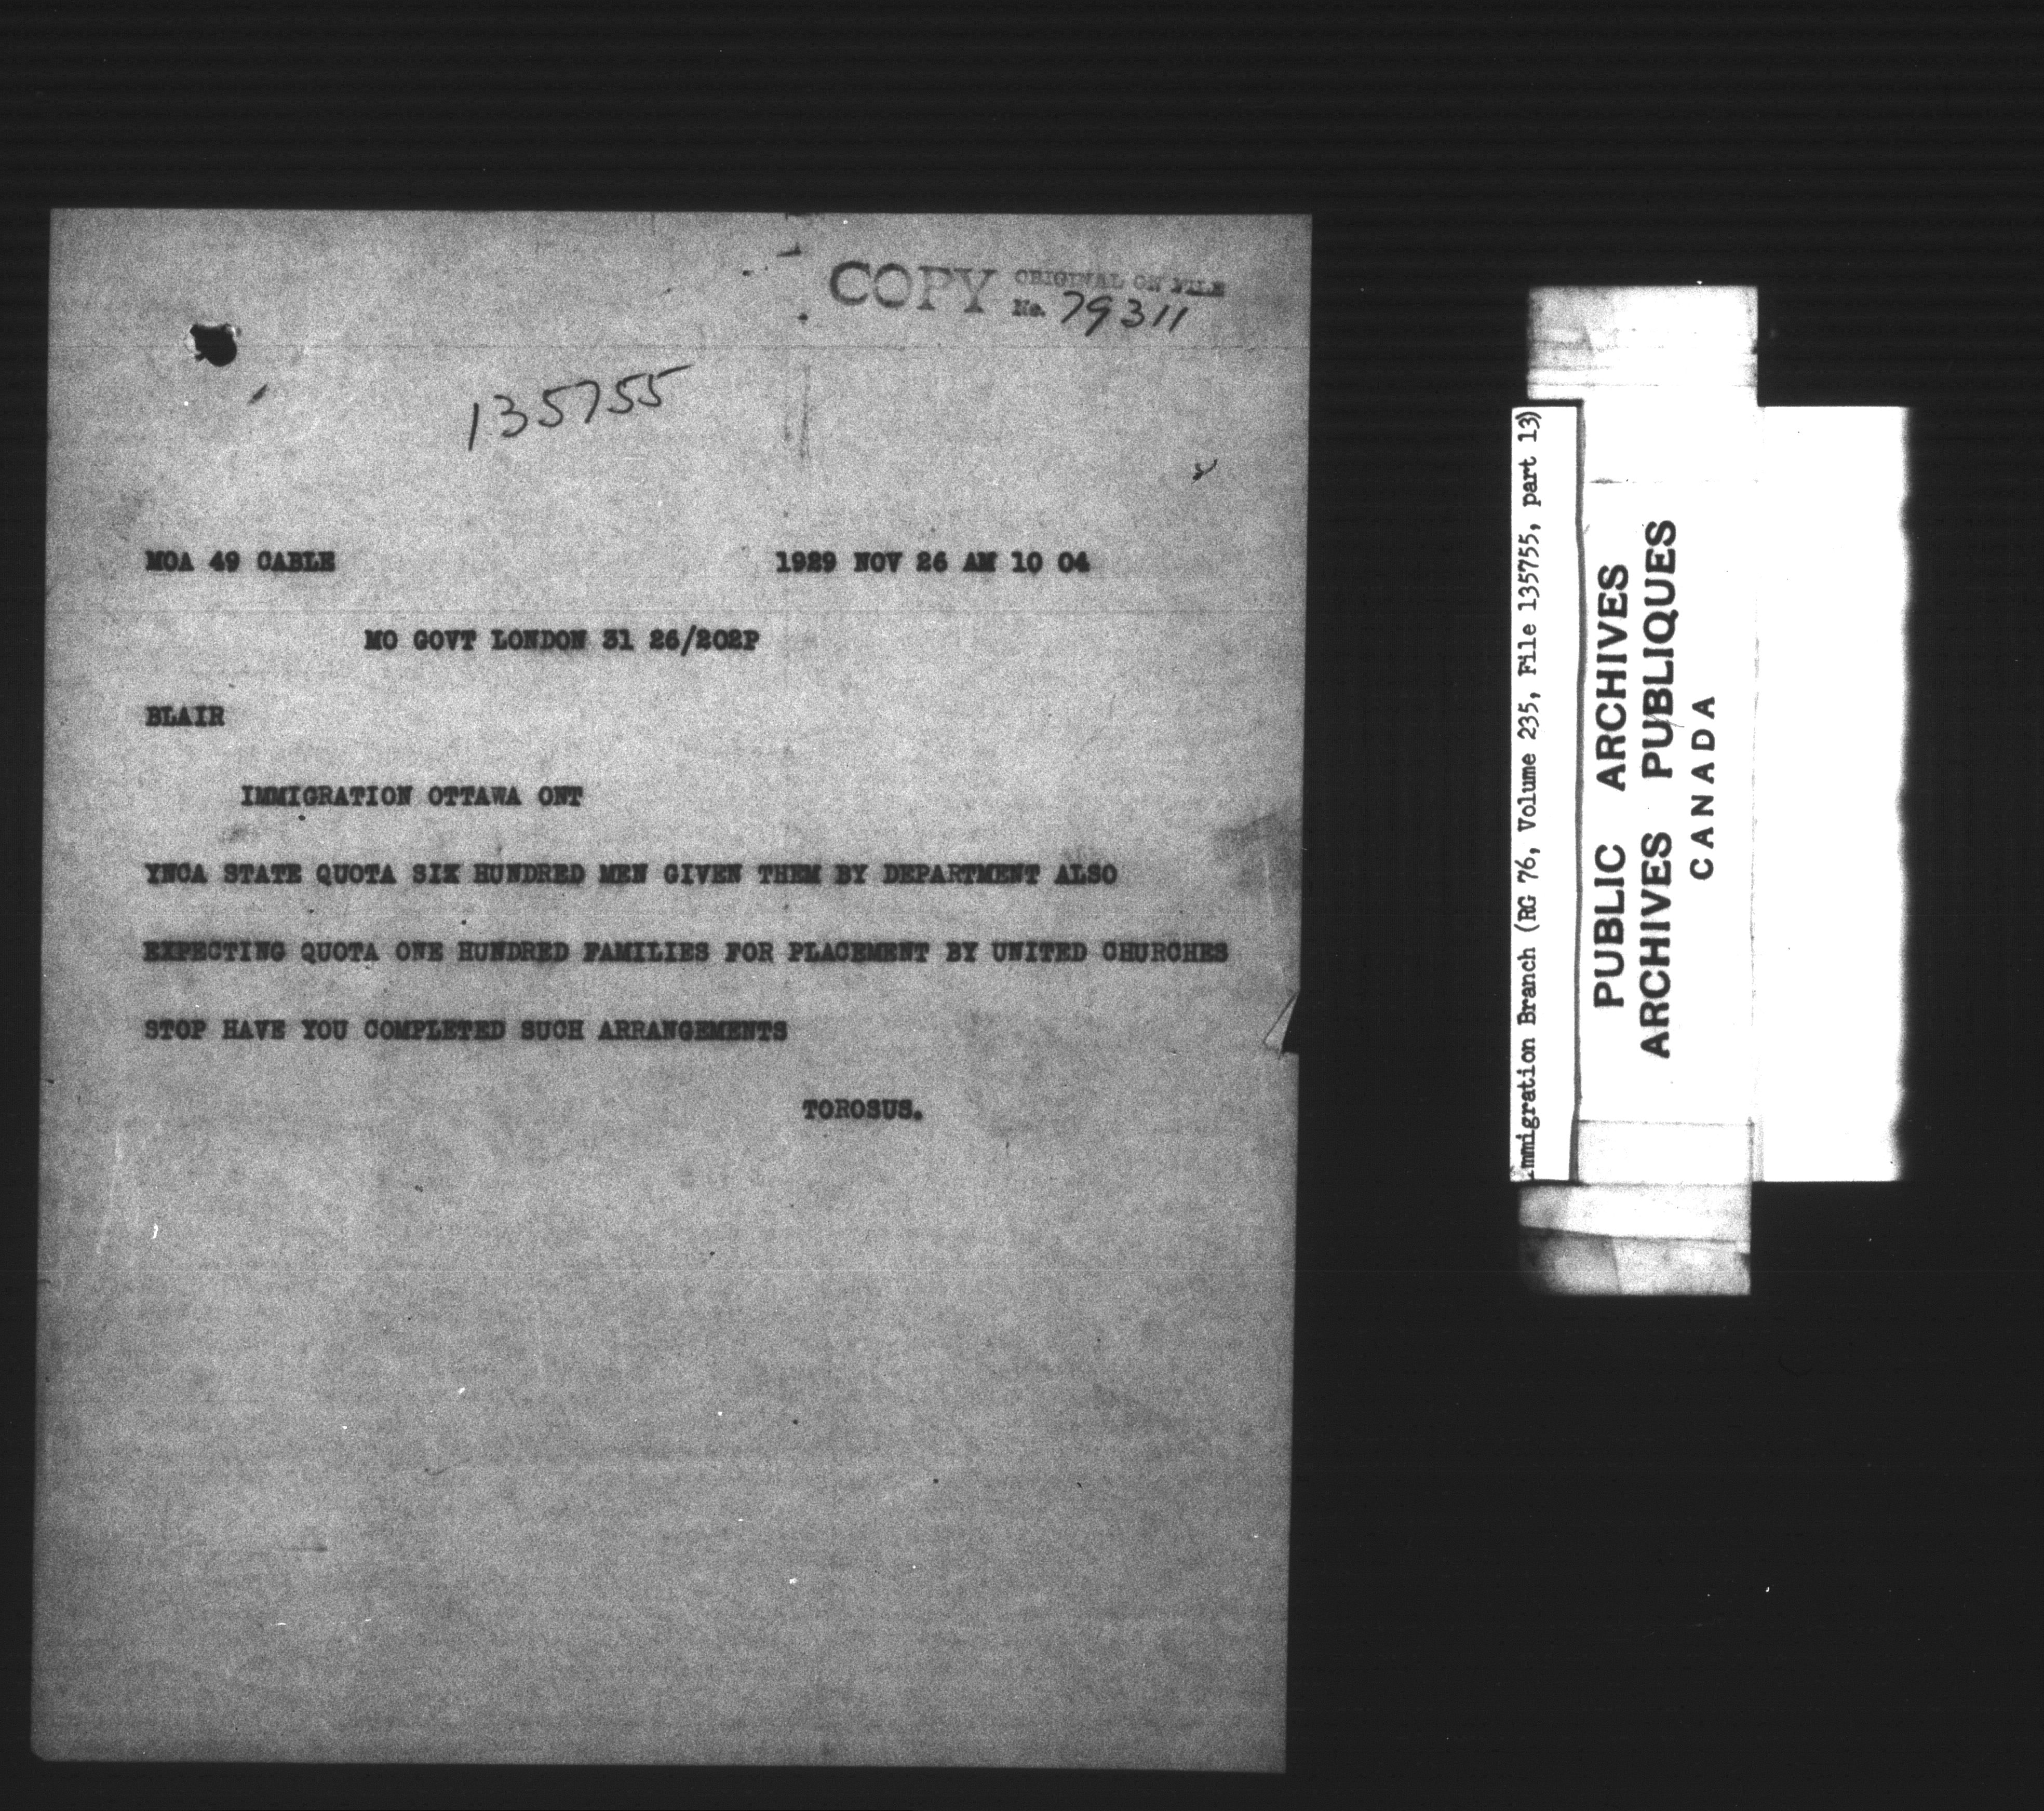 COPY ORIGINAL ON FILE
No. 79311
135755
MOA 49 CABLE 1929 NOV 26 AM 10 04
MO GOVT LONDON 31 26/202P
BLAIR
IMMIGRATION OTTAWA ONT
YMCA STATE QUOTA SIX HUNDRED MEN GIVEN THEM BY DEPARTMENT ALSO
EXPECTING QUOTA ONE HUNDRED FAMILIES FOR PLACEMENT BY UNITED CHURCHES
STOP HAVE YOU COMPLETED SUCH ARRANGEMENTS
TOROSUS.
Immigration Branch (RG 76, Volume 235, File 135755, part 13)
PUBLIC ARCHIVES
ARCHIVES PUBLIQUES
CANADA